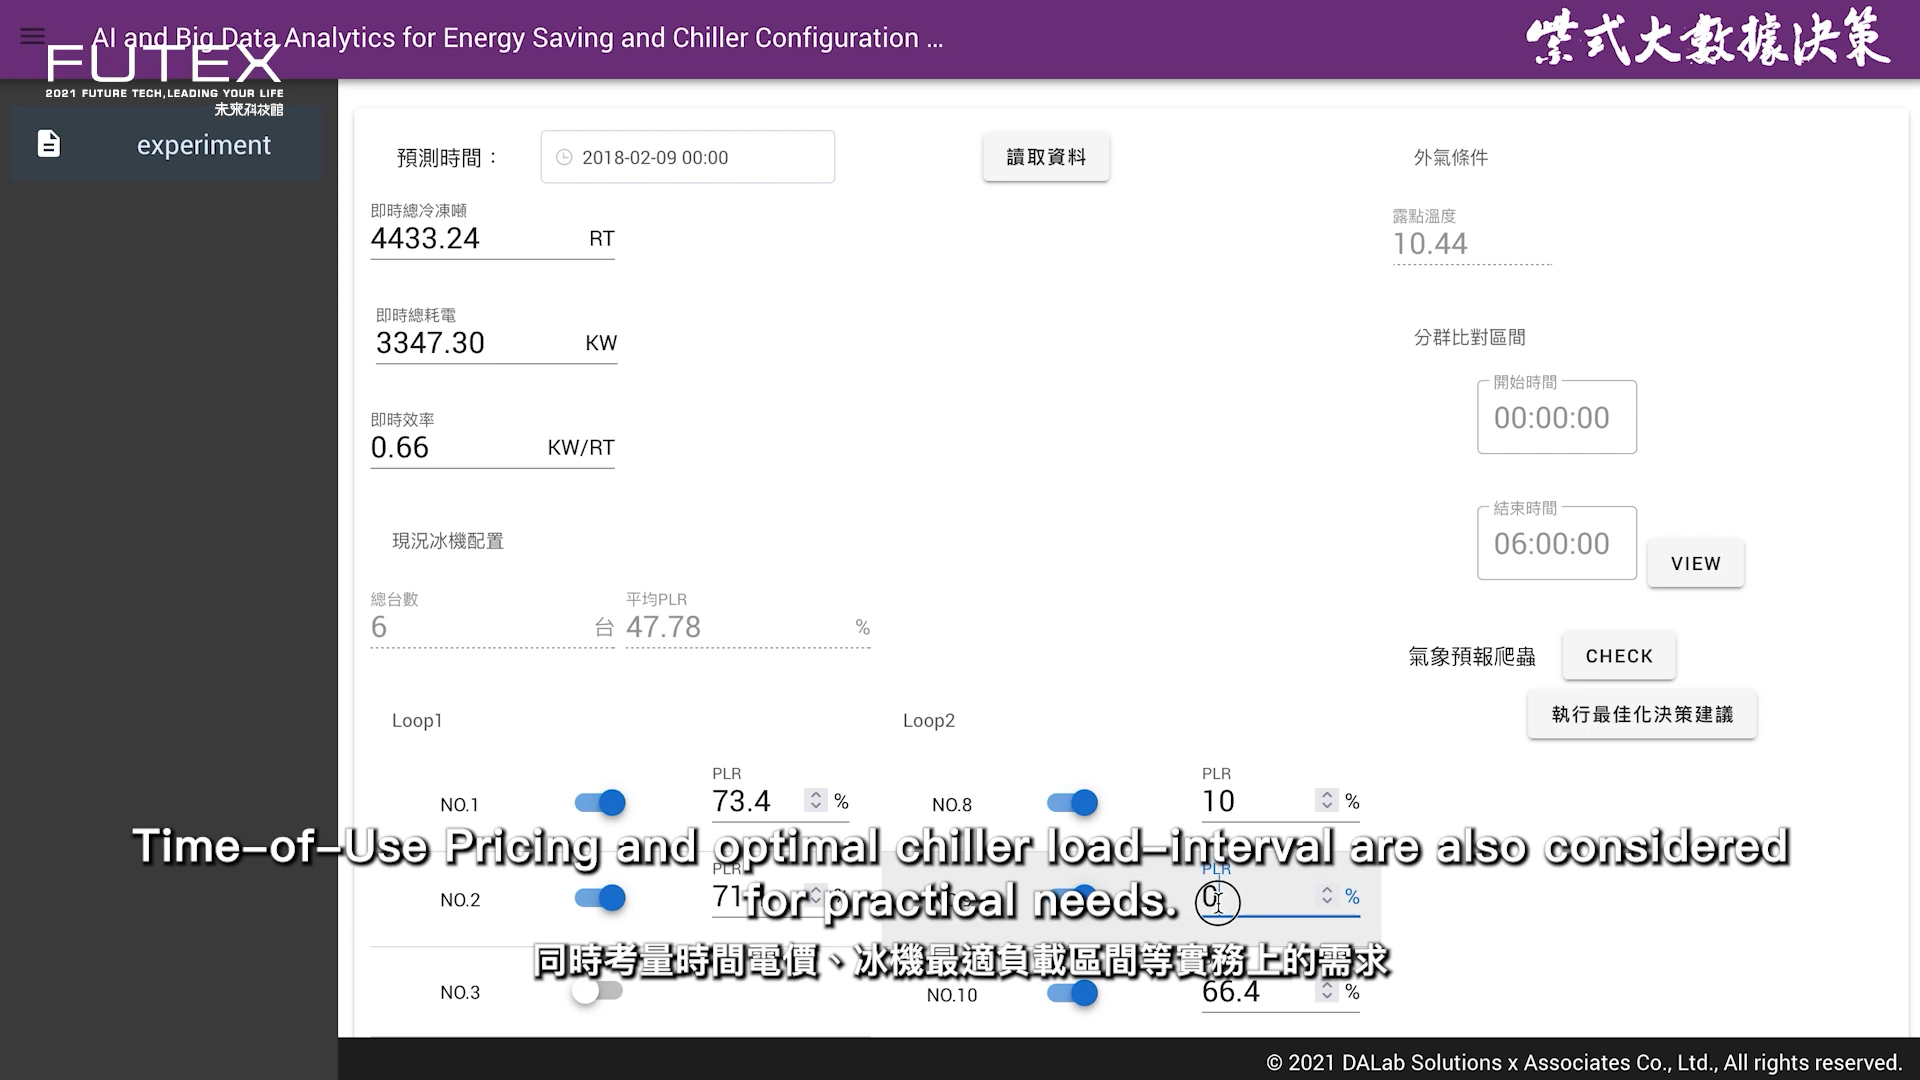 AI and Big Data Analytics for Energy Saving and Chiller Configuration ...
紫式大數據決策
FUTEX
2021 FUTURE TECH,LEADING YOUR LIFE
未來科技館
experiment
預測時間：
2018-02-09 00:00
讀取資料
外氣條件
即時總冷凍噸
4433.24 RT
露點溫度
10.44
即時總耗電
3347.30 KW
分群比對區間
開始時間
00:00:00
即時效率
0.66 KW/RT
結束時間
06:00:00
VIEW
現況冰機配置
總台數
6 台
平均PLR
47.78 %
氣象預報爬蟲
CHECK
執行最佳化決策建議
Loop1
Loop2
NO.1
PLR
73.4 %
NO.8
PLR
10 %
Time-of-Use Pricing and optimal chiller load-interval are also considered
for practical needs.
NO.2
PLR
PLR
0 %
同時考量時間電價、冰機最適負載區間等實務上的需求
NO.3
NO.10
66.4 %
© 2021 DALab Solutions x Associates Co., Ltd., All rights reserved.